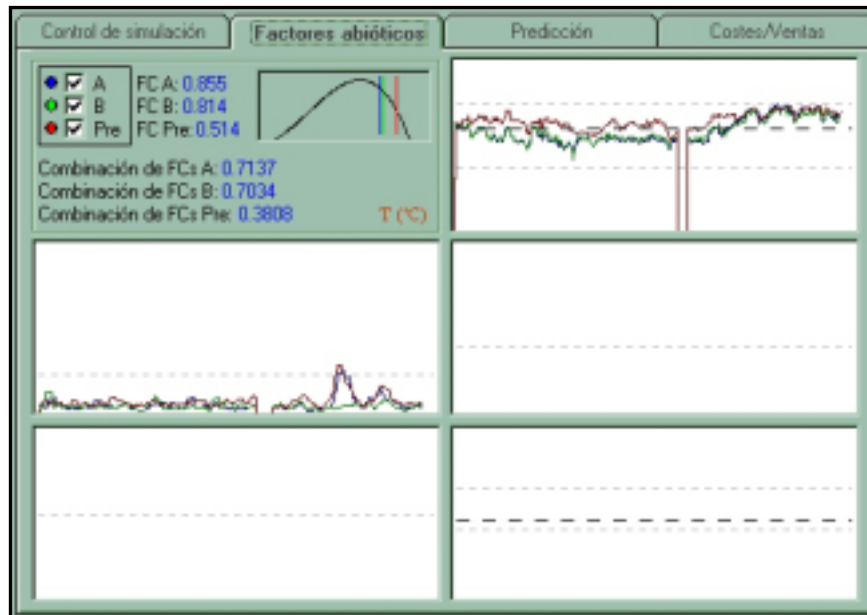 Control de simulación
Factores abióticos
Predicción
Costes/Ventas
A FC A: 0.855
B FC B: 0.814
Pre FC Pre: 0.514
Combinación de FCs A: 0.7137
Combinación de FCs B: 0.7034
Combinación de FCs Pre: 0.3808
T (°C)